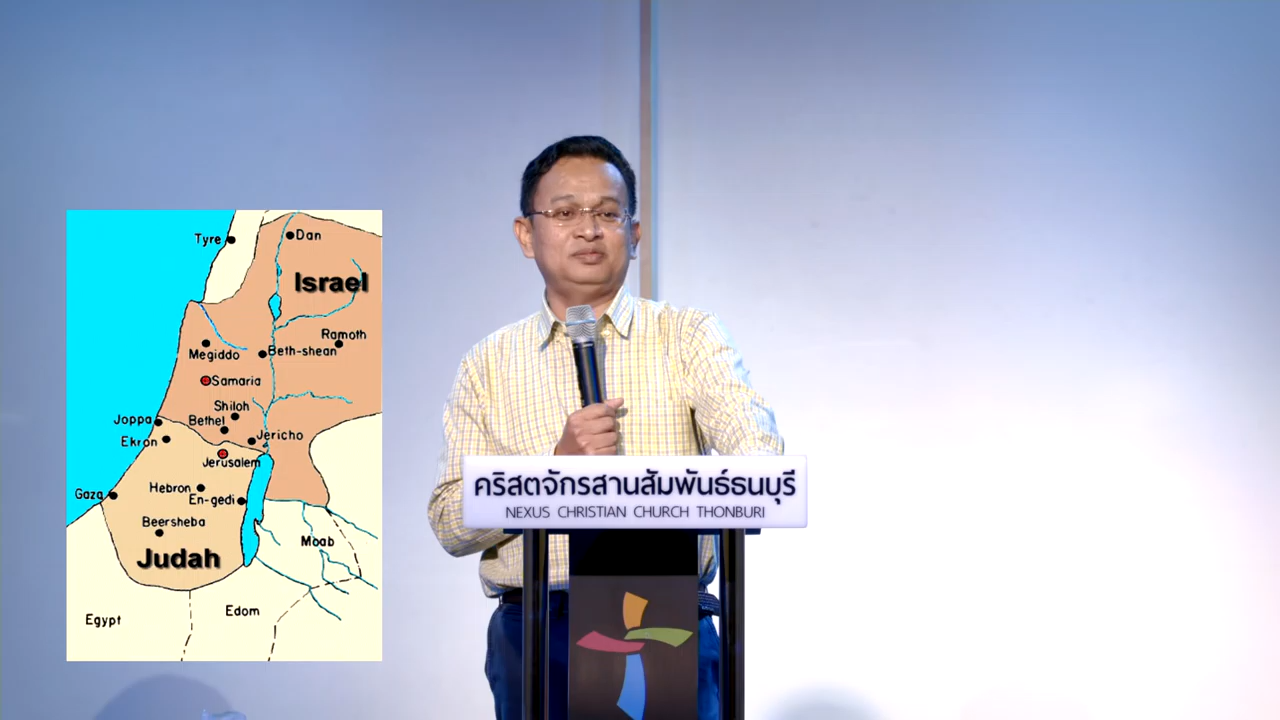 Tyre
Dan
Israel
Ramoth
Megiddo
Beth-shean
Samaria
Shiloh
Joppa
Bethel
Jericho
Ekron
Jerusalem
Hebron
Gaza
En-gedi
Beersheba
Moab
Judah
Edom
Egypt
คริสตจักรสานสัมพันธ์ธนบุรี
NEXUS CHRISTIAN CHURCH THONBURI